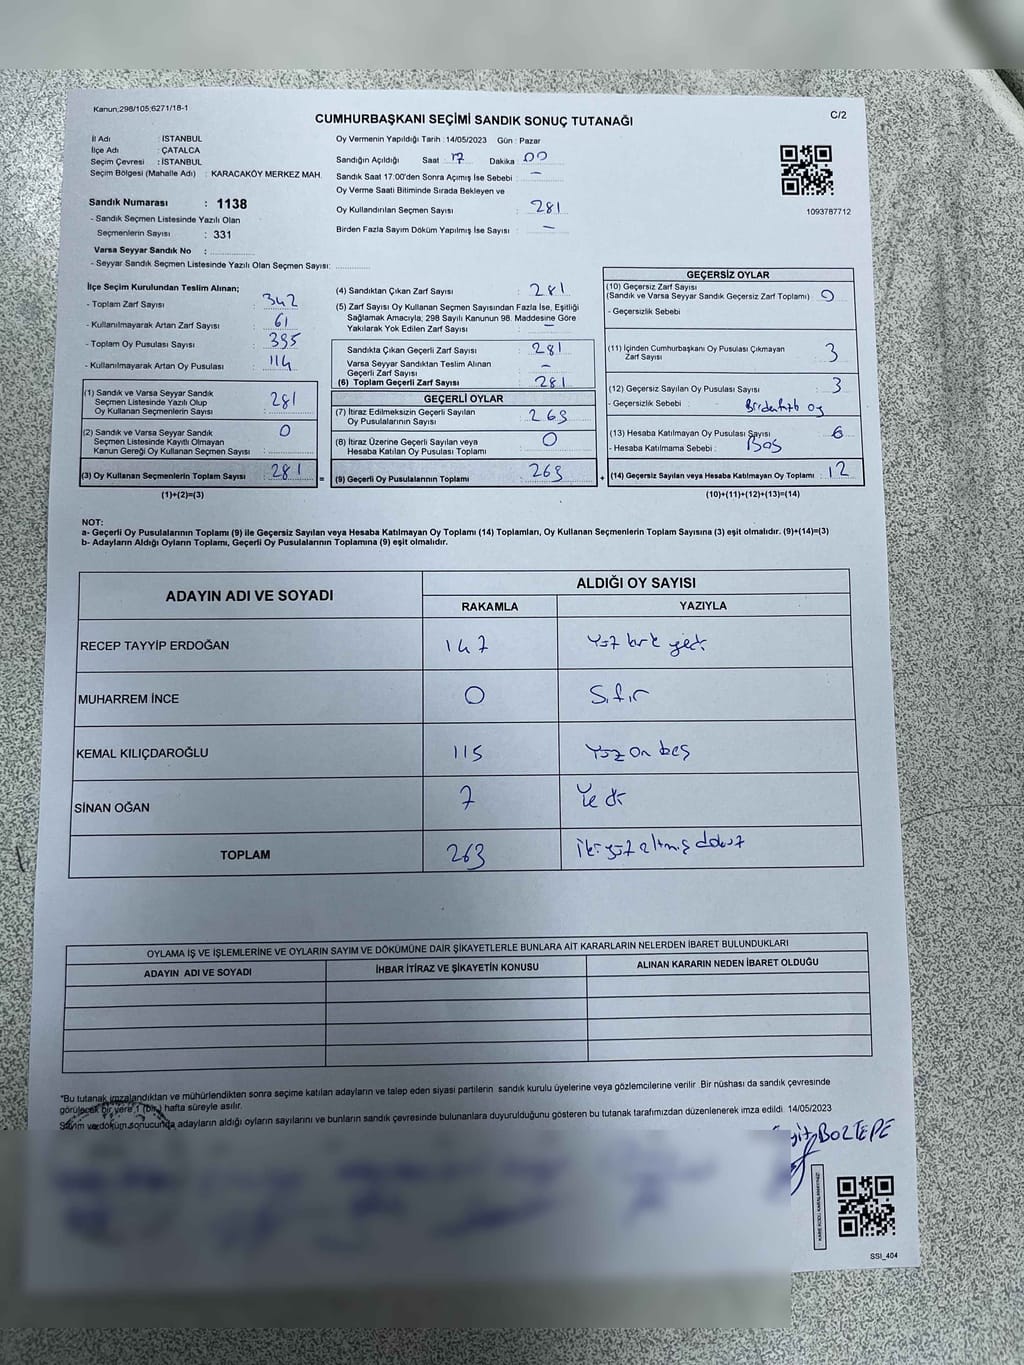 Kanun:298/105;6271/18-1
C/2
CUMHURBAŞKANI SEÇİMİ SANDIK SONUÇ TUTANAĞI
İl Adı : İSTANBUL
İlçe Adı : ÇATALCA
Seçim Çevresi : İSTANBUL
Seçim Bölgesi (Mahalle Adı) : KARACAKÖY MERKEZ MAH.
Sandık Numarası : 1138
- Sandık Seçmen Listesinde Yazılı Olan
Seçmenlerin Sayısı : 331
Varsa Seyyar Sandık No :
- Seyyar Sandık Seçmen Listesinde Yazılı Olan Seçmen Sayısı:
Oy Vermenin Yapıldığı Tarih : 14/05/2023 Gün : Pazar
Sandığın Açıldığı Saat 17 Dakika 00
Sandık Saat 17.00'den Sonra Açımış İse Sebebi : -
Oy Verme Saati Bitiminde Sırada Bekleyen ve
Oy Kullandırılan Seçmen Sayısı : 281
Birden Fazla Sayım Döküm Yapılmış İse Sayısı : -
1093787712
İlçe Seçim Kurulundan Teslim Alınan;
- Toplam Zarf Sayısı : 342
- Kullanılmayarak Artan Zarf Sayısı : 61
- Toplam Oy Pusulası Sayısı : 395
- Kullanılmayarak Artan Oy Pusulası : 114
(1) Sandık ve Varsa Seyyar Sandık
Seçmen Listesinde Yazılı Olup
Oy Kullanan Seçmenlerin Sayısı : 281
(2) Sandık ve Varsa Seyyar Sandık
Seçmen Listesinde Kayıtlı Olmayan
Kanun Gereği Oy Kullanan Seçmen Sayısı : 0
(3) Oy Kullanan Seçmenlerin Toplam Sayısı : 281
(1)+(2)=(3)
(4) Sandıktan Çıkan Zarf Sayısı : 281
(5) Zarf Sayısı Oy Kullanan Seçmen Sayısından Fazla İse, Eşitliği
Sağlamak Amacıyla; 298 Sayılı Kanunun 98. Maddesine Göre
Yakılarak Yok Edilen Zarf Sayısı : -
Sandıkta Çıkan Geçerli Zarf Sayısı : 281
Varsa Seyyar Sandıktan Teslim Alınan
Geçerli Zarf Sayısı : -
(6) Toplam Geçerli Zarf Sayısı : 281
GEÇERLİ OYLAR
(7) İtiraz Edilmeksizin Geçerli Sayılan
Oy Pusulalarının Sayısı : 269
(8) İtiraz Üzerine Geçerli Sayılan veya
Hesaba Katılan Oy Pusulası Toplamı : 0
= (9) Geçerli Oy Pusulalarının Toplamı : 269
GEÇERSİZ OYLAR
(10) Geçersiz Zarf Sayısı
(Sandık ve Varsa Seyyar Sandık Geçersiz Zarf Toplamı) : 0
- Geçersizlik Sebebi
(11) İçinden Cumhurbaşkanı Oy Pusulası Çıkmayan
Zarf Sayısı : 3
(12) Geçersiz Sayılan Oy Pusulası Sayısı : 3
- Geçersizlik Sebebi : Birden fazla oy
(13) Hesaba Katılmayan Oy Pusulası Sayısı : 6
- Hesaba Katılmama Sebebi : Boş
+ (14) Geçersiz Sayılan veya Hesaba Katılmayan Oy Toplamı : 12
(10)+(11)+(12)+(13)=(14)
NOT:
a- Geçerli Oy Pusulalarının Toplamı (9) ile Geçersiz Sayılan veya Hesaba Katılmayan Oy Toplamı (14) Toplamları, Oy Kullanan Seçmenlerin Toplam Sayısına (3) eşit olmalıdır. (9)+(14)=(3)
b- Adayların Aldığı Oyların Toplamı, Geçerli Oy Pusulalarının Toplamına (9) eşit olmalıdır.
ADAYIN ADI VE SOYADI
ALDIĞI OY SAYISI
RAKAMLA YAZIYLA
RECEP TAYYİP ERDOĞAN 147 Yüz kırk yedi
MUHARREM İNCE 0 Sıfır
KEMAL KILIÇDAROĞLU 115 Yüz on beş
SİNAN OĞAN 7 Yedi
TOPLAM 269 İki yüz altmış dokuz
OYLAMA İŞ VE İŞLEMLERİNE VE OYLARIN SAYIM VE DÖKÜMÜNE DAİR ŞİKAYETLERLE BUNLARA AİT KARARLARIN NELERDEN İBARET BULUNDUKLARI
ADAYIN ADI VE SOYADI İHBAR İTİRAZ VE ŞİKAYETİN KONUSU ALINAN KARARIN NEDEN İBARET OLDUĞU
*Bu tutanak imzalandıktan ve mühürlendikten sonra seçime katılan adayların ve talep eden siyasi partilerin sandık kurulu üyelerine veya gözlemcilerine verilir. Bir nüshası da sandık çevresinde
görülecek bir yere 1 (bir) hafta süreyle asılır.
Sayım ve döküm sonucunda adayların aldığı oyların sayılarını ve bunların sandık çevresinde bulunanlara duyurulduğunu gösteren bu tutanak tarafımızdan düzenlenerek imza edildi. 14/05/2023
BOZTEPE
SSI_404